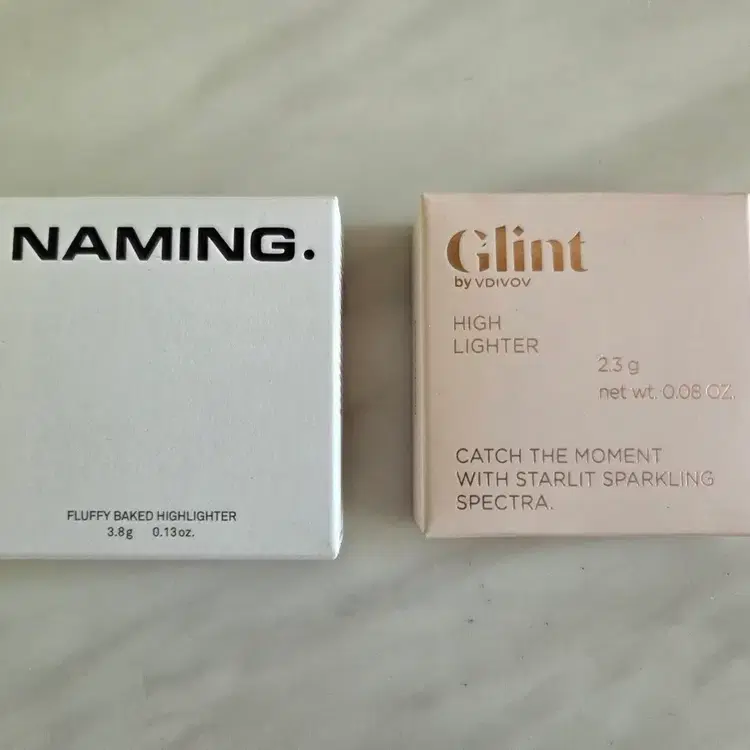 NAMING.
FLUFFY BAKED HIGHLIGHTER
3.8g 0.13oz.
Glint
by VDIVOV
HIGH
LIGHTER
2.3 g
net wt. 0.08 OZ.
CATCH THE MOMENT
WITH STARLIT SPARKLING
SPECTRA.